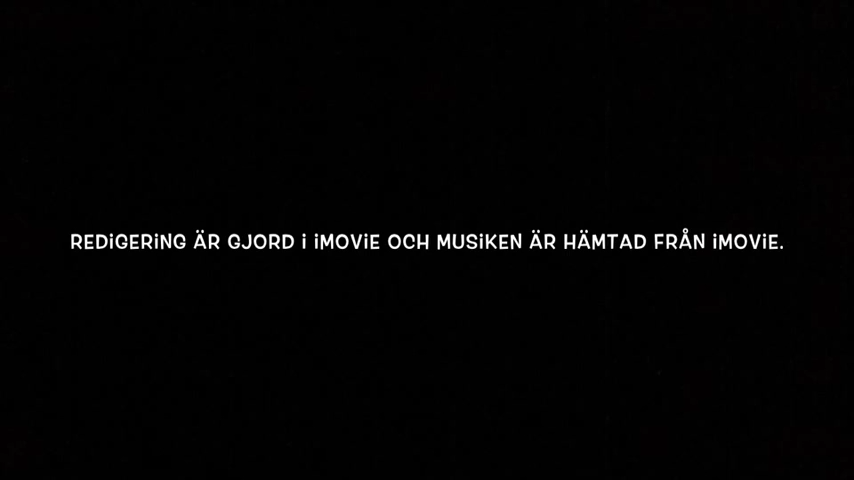 REDiGERiNG ÄR GJORD i iMOViE OCH MUSiKEN ÄR HÄMTAD FRÅN iMOViE.